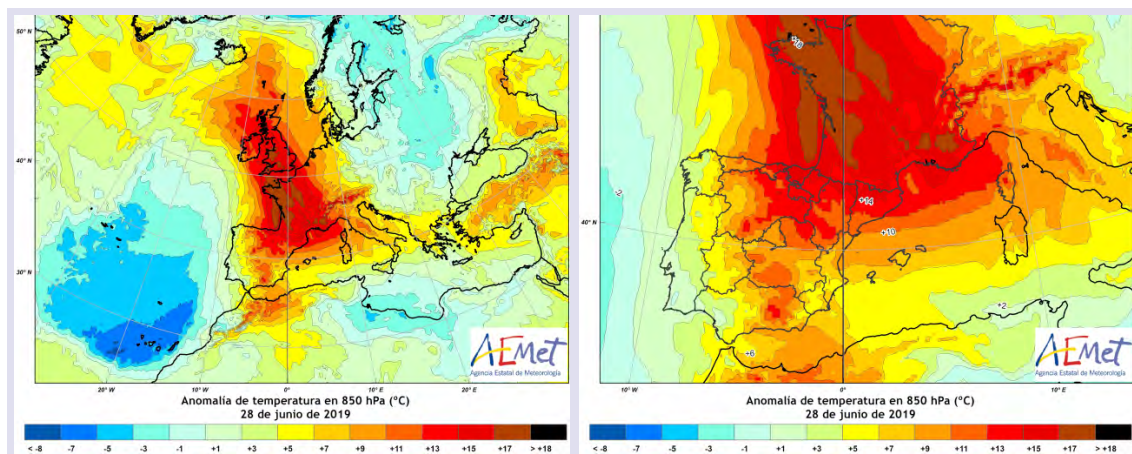 50° N
40° N
30° N
20° W
10° W
0°
10° E
20° E
AEMet
Agencia Estatal de Meteorología
Anomalía de temperatura en 850 hPa (°C)
28 de junio de 2019
< -8 -7 -5 -3 -1 +1 +3 +5 +7 +9 +11 +13 +15 +17 > +18
+18
-2
+14
40° N
+10
+2
+6
10° W
0°
10° E
AEMet
Agencia Estatal de Meteorología
Anomalía de temperatura en 850 hPa (°C)
28 de junio de 2019
< -8 -7 -5 -3 -1 +1 +3 +5 +7 +9 +11 +13 +15 +17 > +18